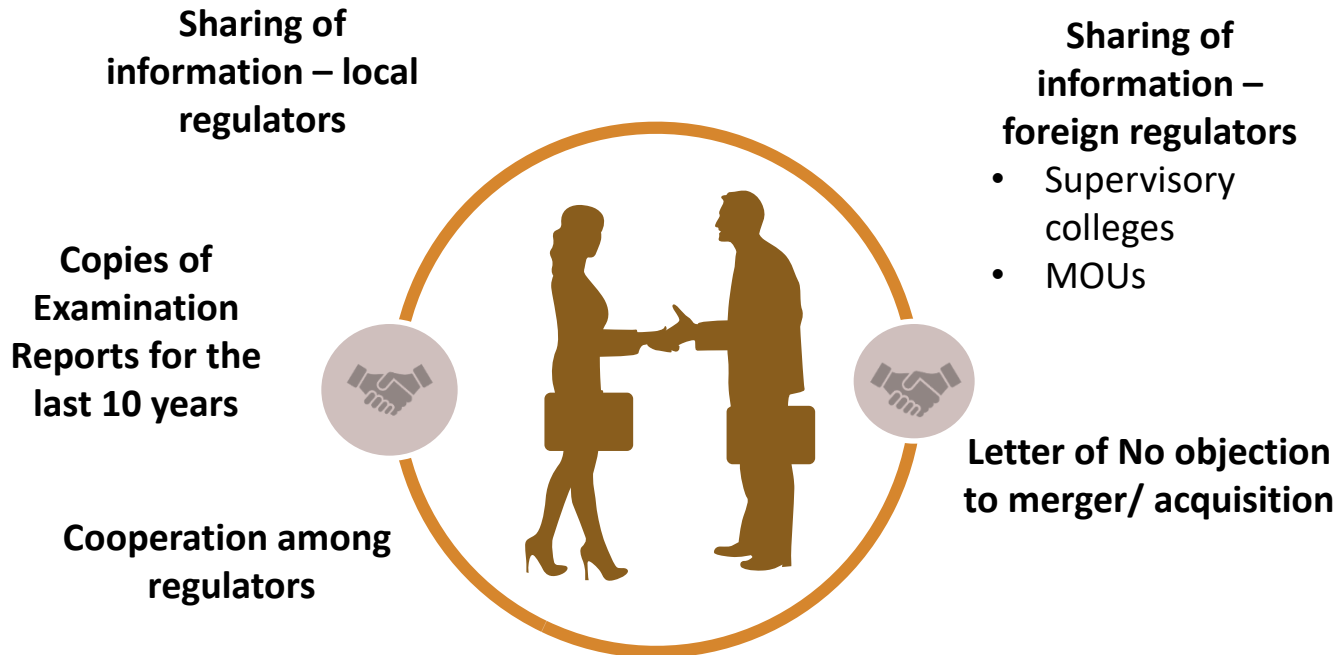 Sharing of
information – local
regulators
Copies of
Examination
Reports for the
last 10 years
Cooperation among
regulators
Sharing of
information –
foreign regulators
• Supervisory
colleges
• MOUs
Letter of No objection
to merger/ acquisition